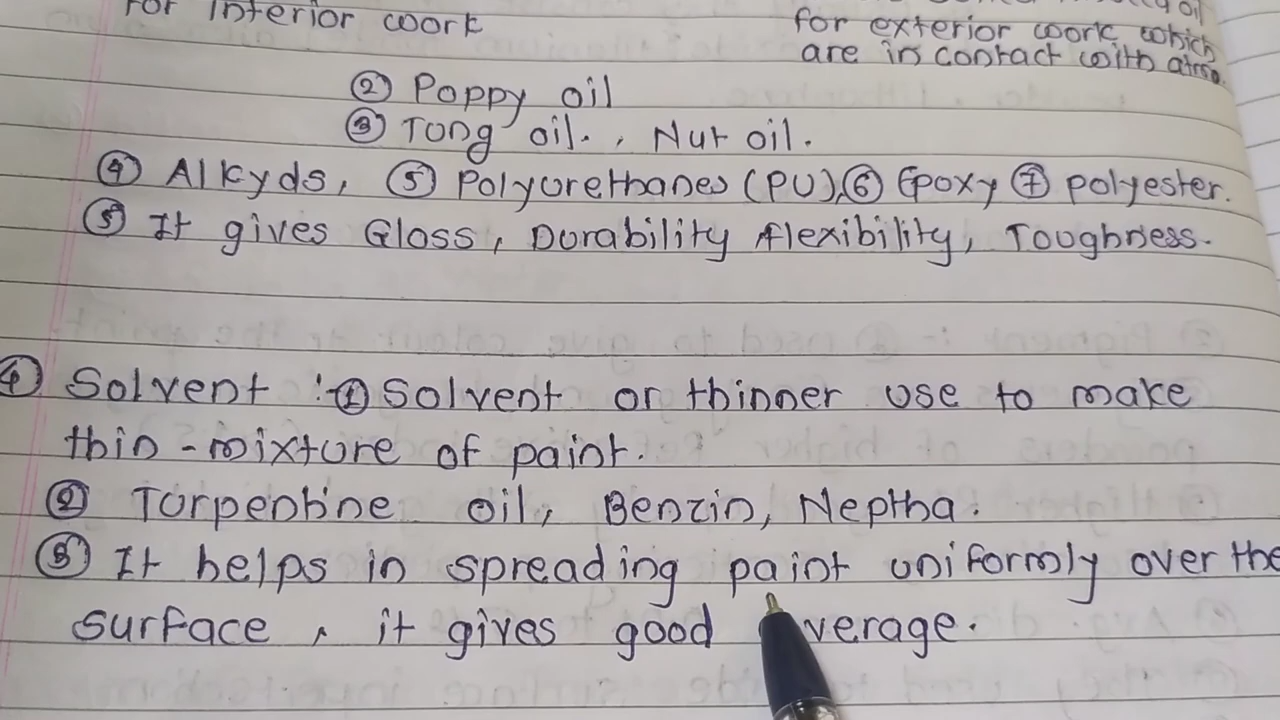 For Interior work
oil
for exterior work which
are in contact with atmo.
② Poppy oil
③ Tong oil., Nut oil.
④ Alkyds, ⑤ Polyurethanes (PU), ⑥ Epoxy ⑦ polyester.
③ It gives Gloss, Durability flexibility, Toughness.
④ Solvent :- ① Solvent or thinner use to make
thin-mixture of paint.
② Turpentine oil, Benzin, Neptha.
③ It helps in spreading paint uniformly over the
surface, it gives good verage.